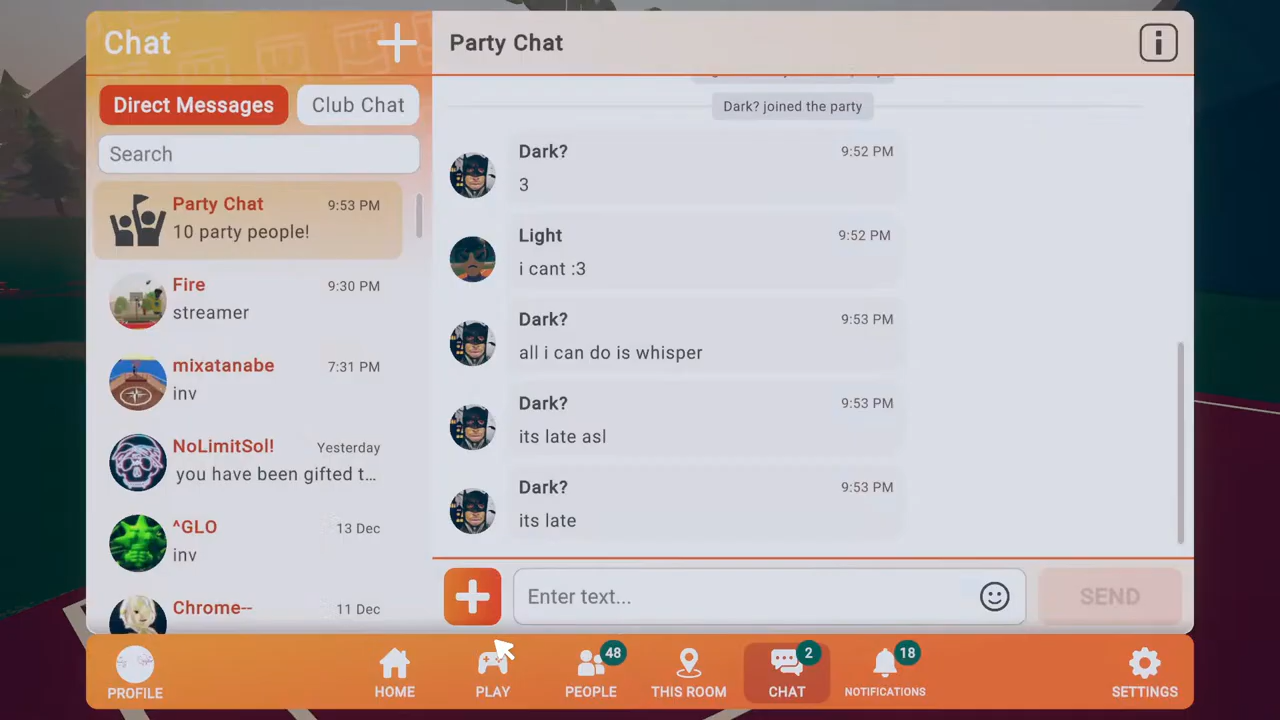 Chat
Direct Messages
Club Chat
Search
Party Chat
9:53 PM
10 party people!
Fire
9:30 PM
streamer
mixatanabe
7:31 PM
inv
NoLimitSol!
Yesterday
you have been gifted t...
^GLO
13 Dec
inv
Chrome--
11 Dec
Party Chat
Dark? joined the party
Dark?
9:52 PM
3
Light
9:52 PM
i cant :3
Dark?
9:53 PM
all i can do is whisper
Dark?
9:53 PM
its late asl
Dark?
9:53 PM
its late
Enter text...
SEND
PROFILE
HOME
PLAY
48
PEOPLE
THIS ROOM
2
CHAT
18
NOTIFICATIONS
SETTINGS